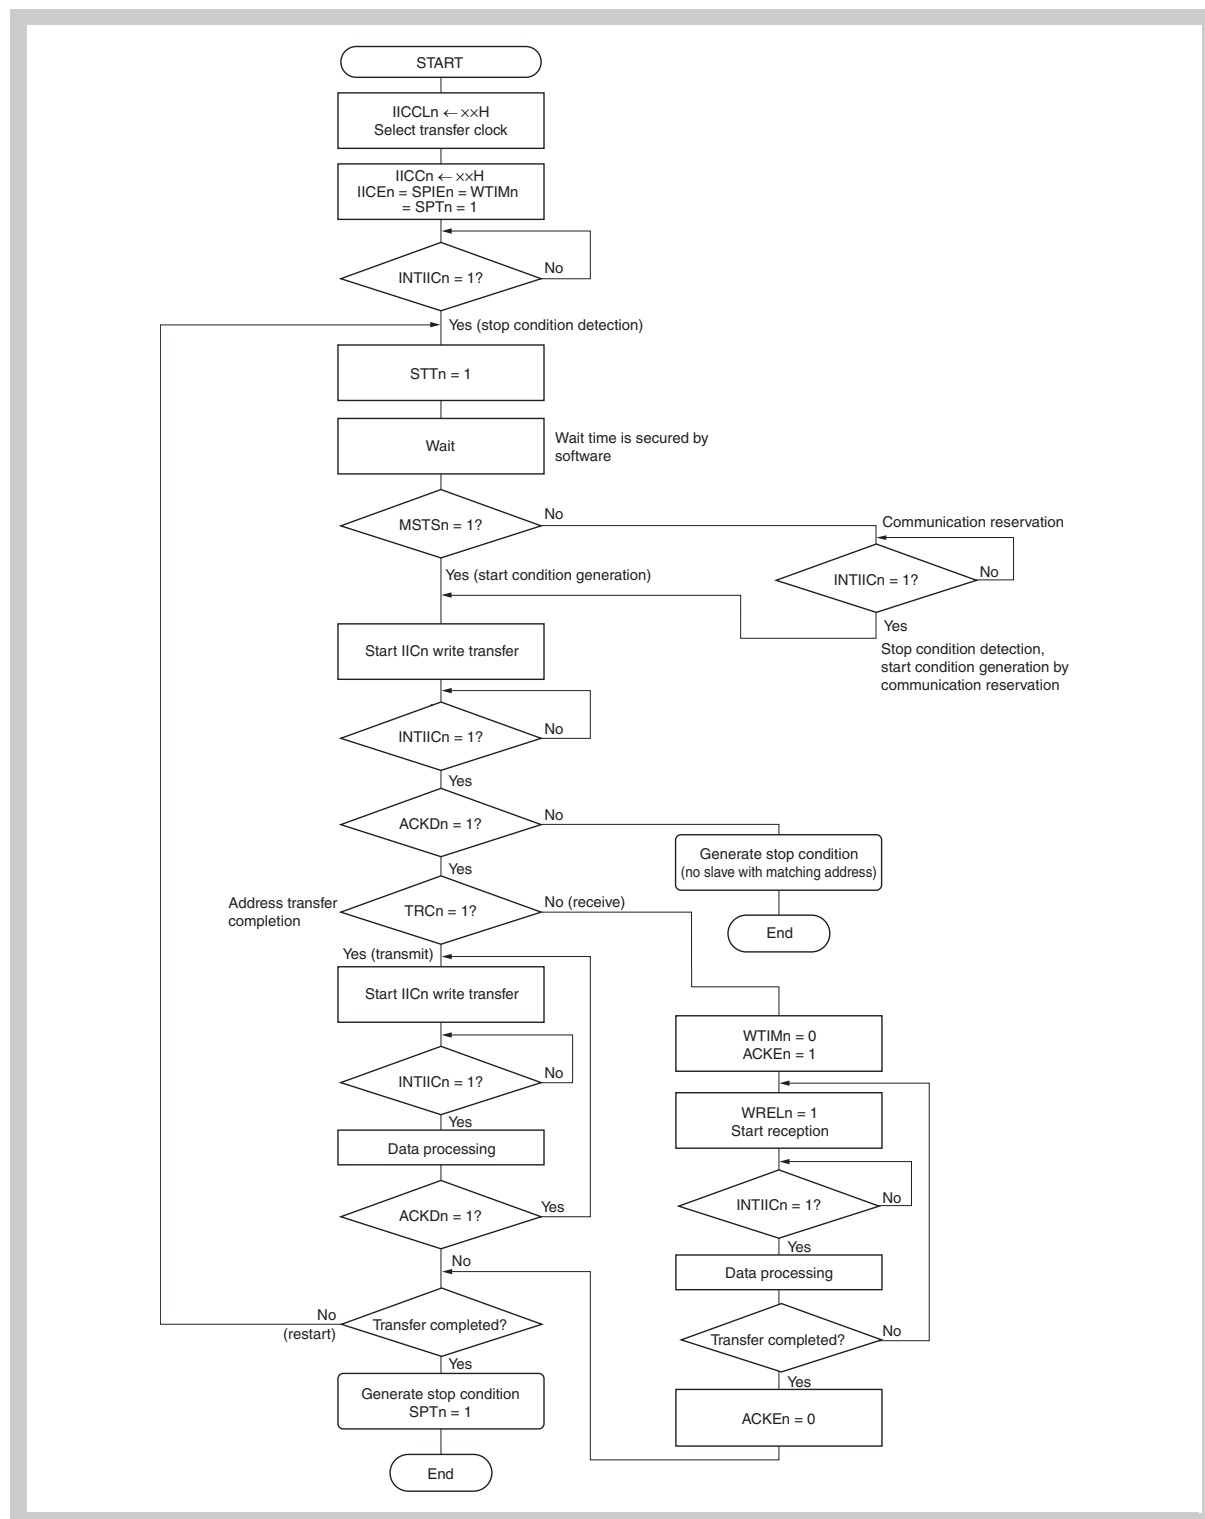 START
IICCLn ← ××H
Select transfer clock
IICCn ← ××H
IICEn = SPIEn = WTIMn
= SPTn = 1
INTIICn = 1?
No
Yes (stop condition detection)
STTn = 1
Wait
Wait time is secured by
software
MSTSn = 1?
No
Communication reservation
INTIICn = 1?
No
Yes
Stop condition detection,
start condition generation by
communication reservation
Yes (start condition generation)
Start IICn write transfer
INTIICn = 1?
No
Yes
ACKDn = 1?
No
Generate stop condition
(no slave with matching address)
End
Yes
Address transfer
completion
TRCn = 1?
No (receive)
Yes (transmit)
Start IICn write transfer
INTIICn = 1?
No
Yes
Data processing
ACKDn = 1?
Yes
No
WTIMn = 0
ACKEn = 1
WRELn = 1
Start reception
INTIICn = 1?
No
Yes
Data processing
Transfer completed?
No
Yes
ACKEn = 0
Transfer completed?
No
(restart)
Yes
Generate stop condition
SPTn = 1
End